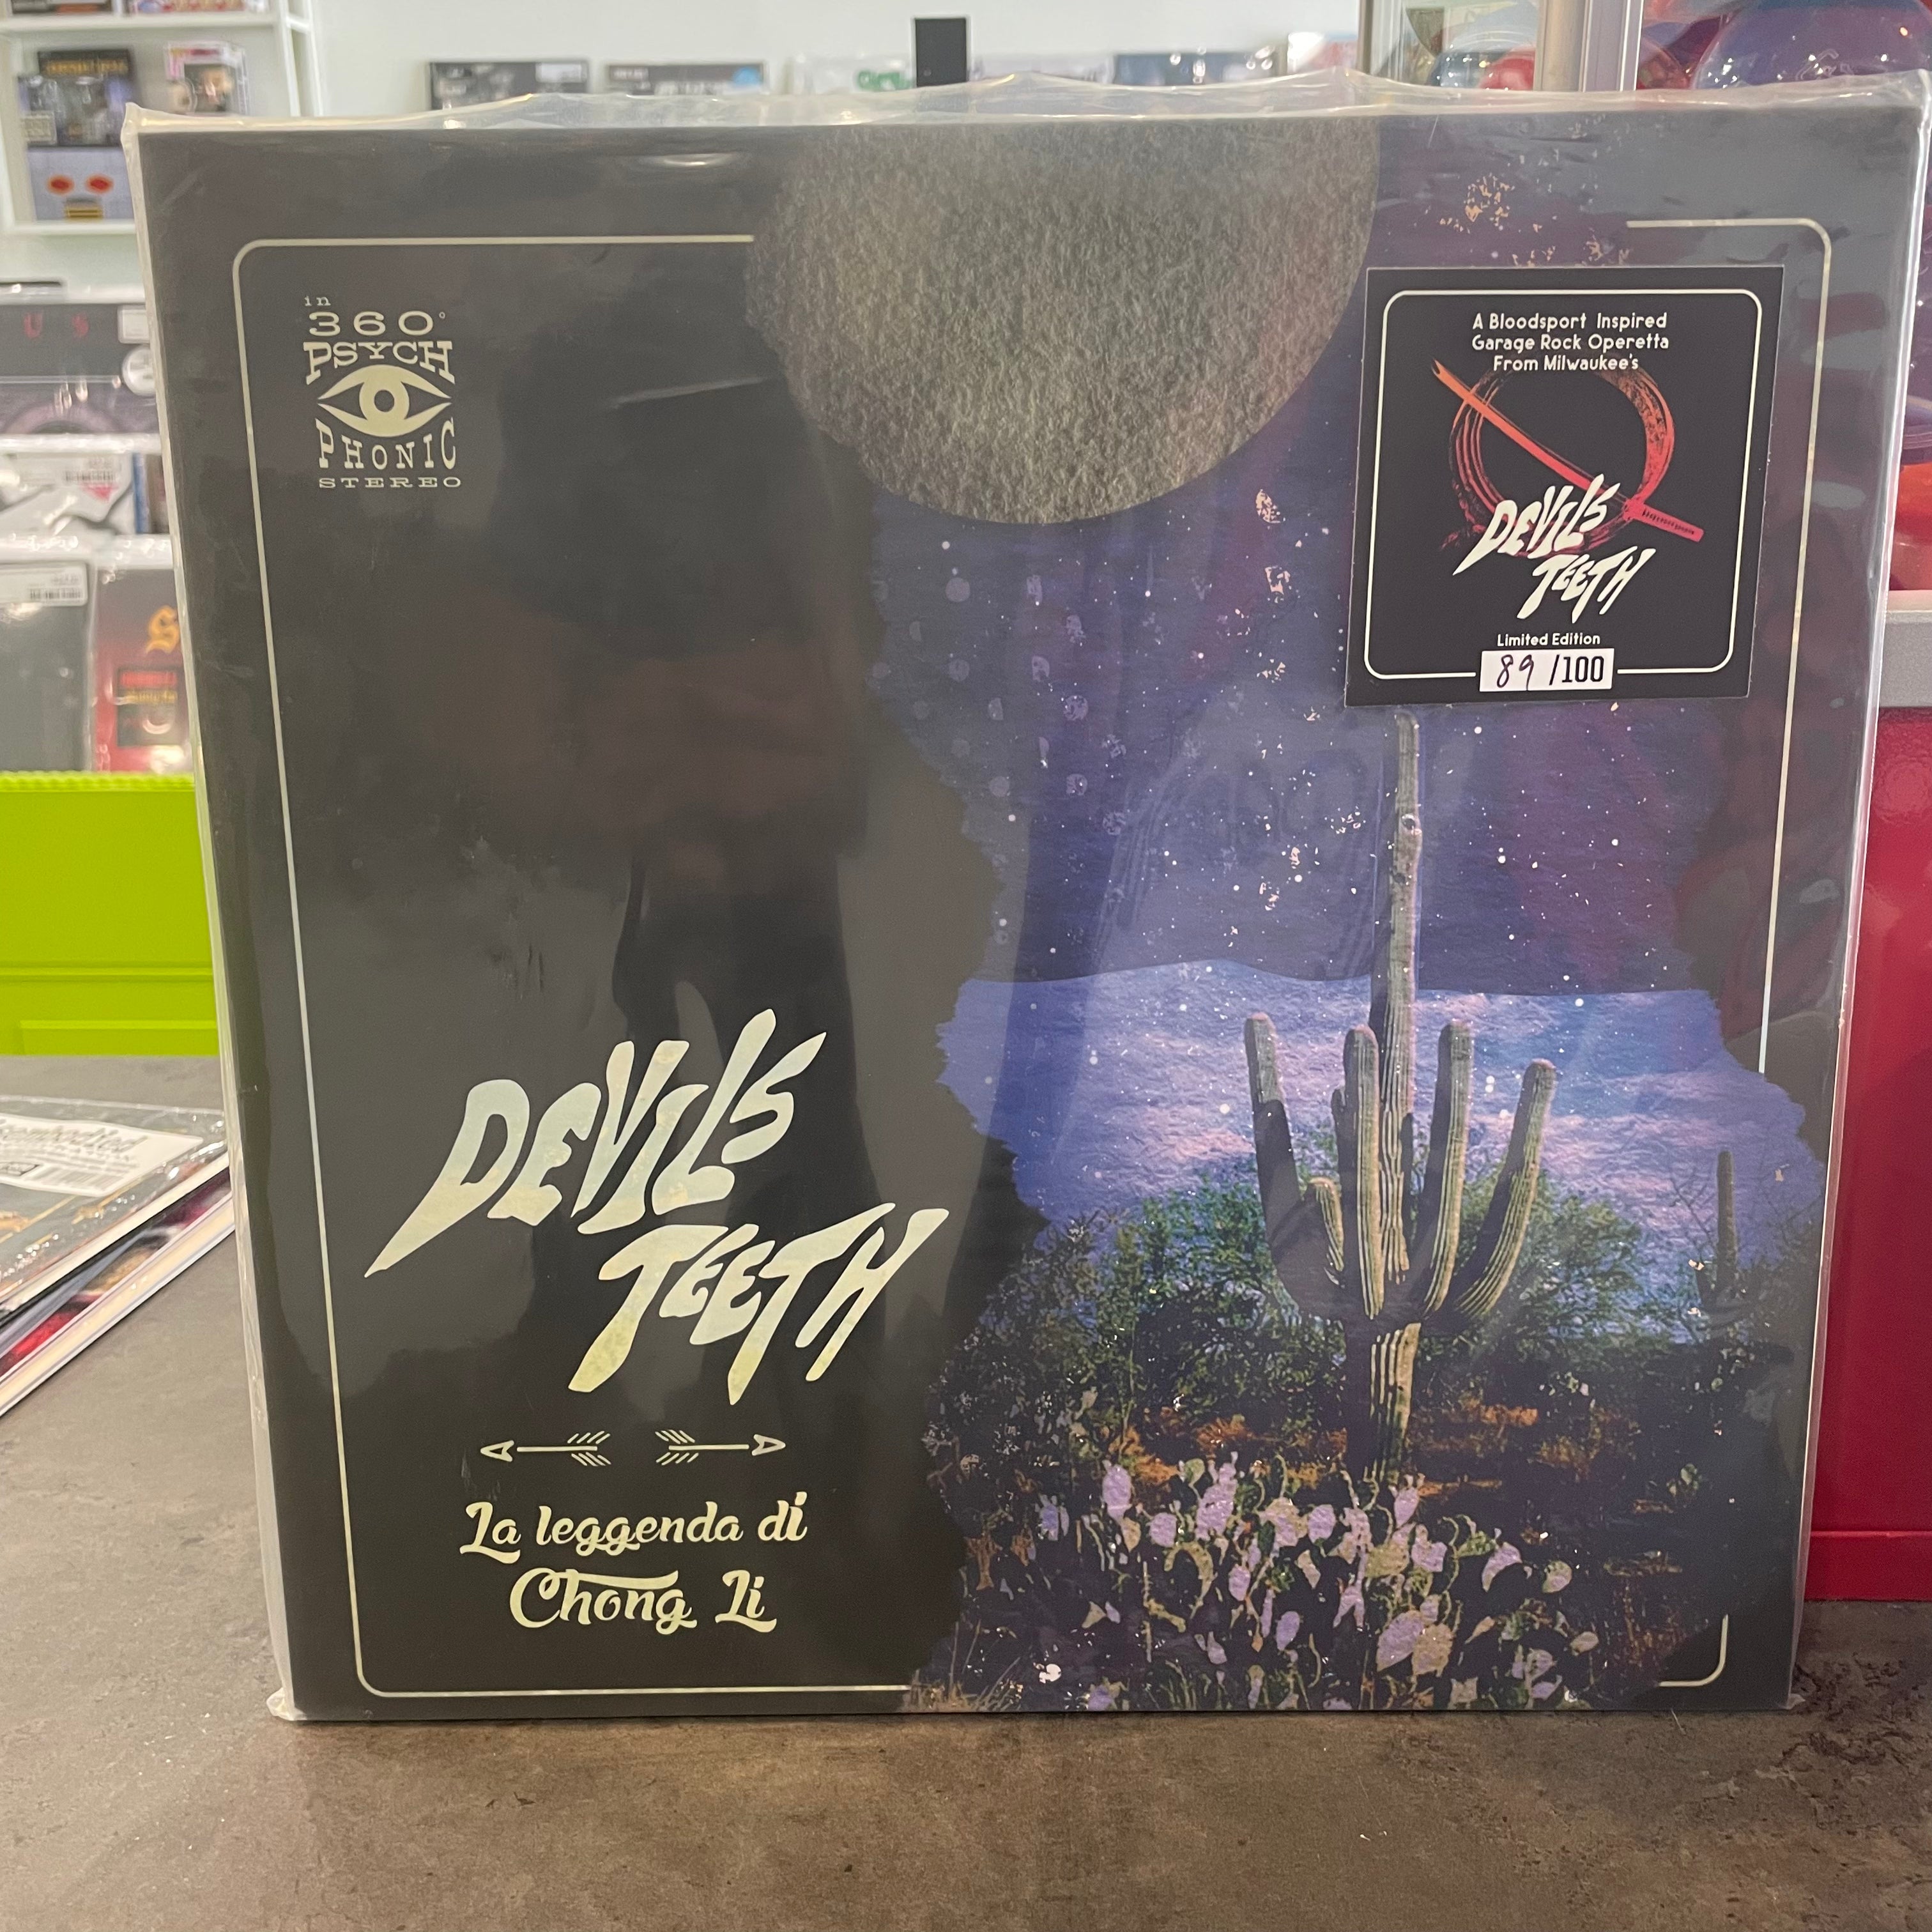 in
360°
PSYCH
PHONIC
STEREO
A Bloodsport Inspired
Garage Rock Operetta
From Milwaukee's
DEVILS
TEETH
Limited Edition
89 /100
DEVILS
TEETH
La leggenda di
Chong Li